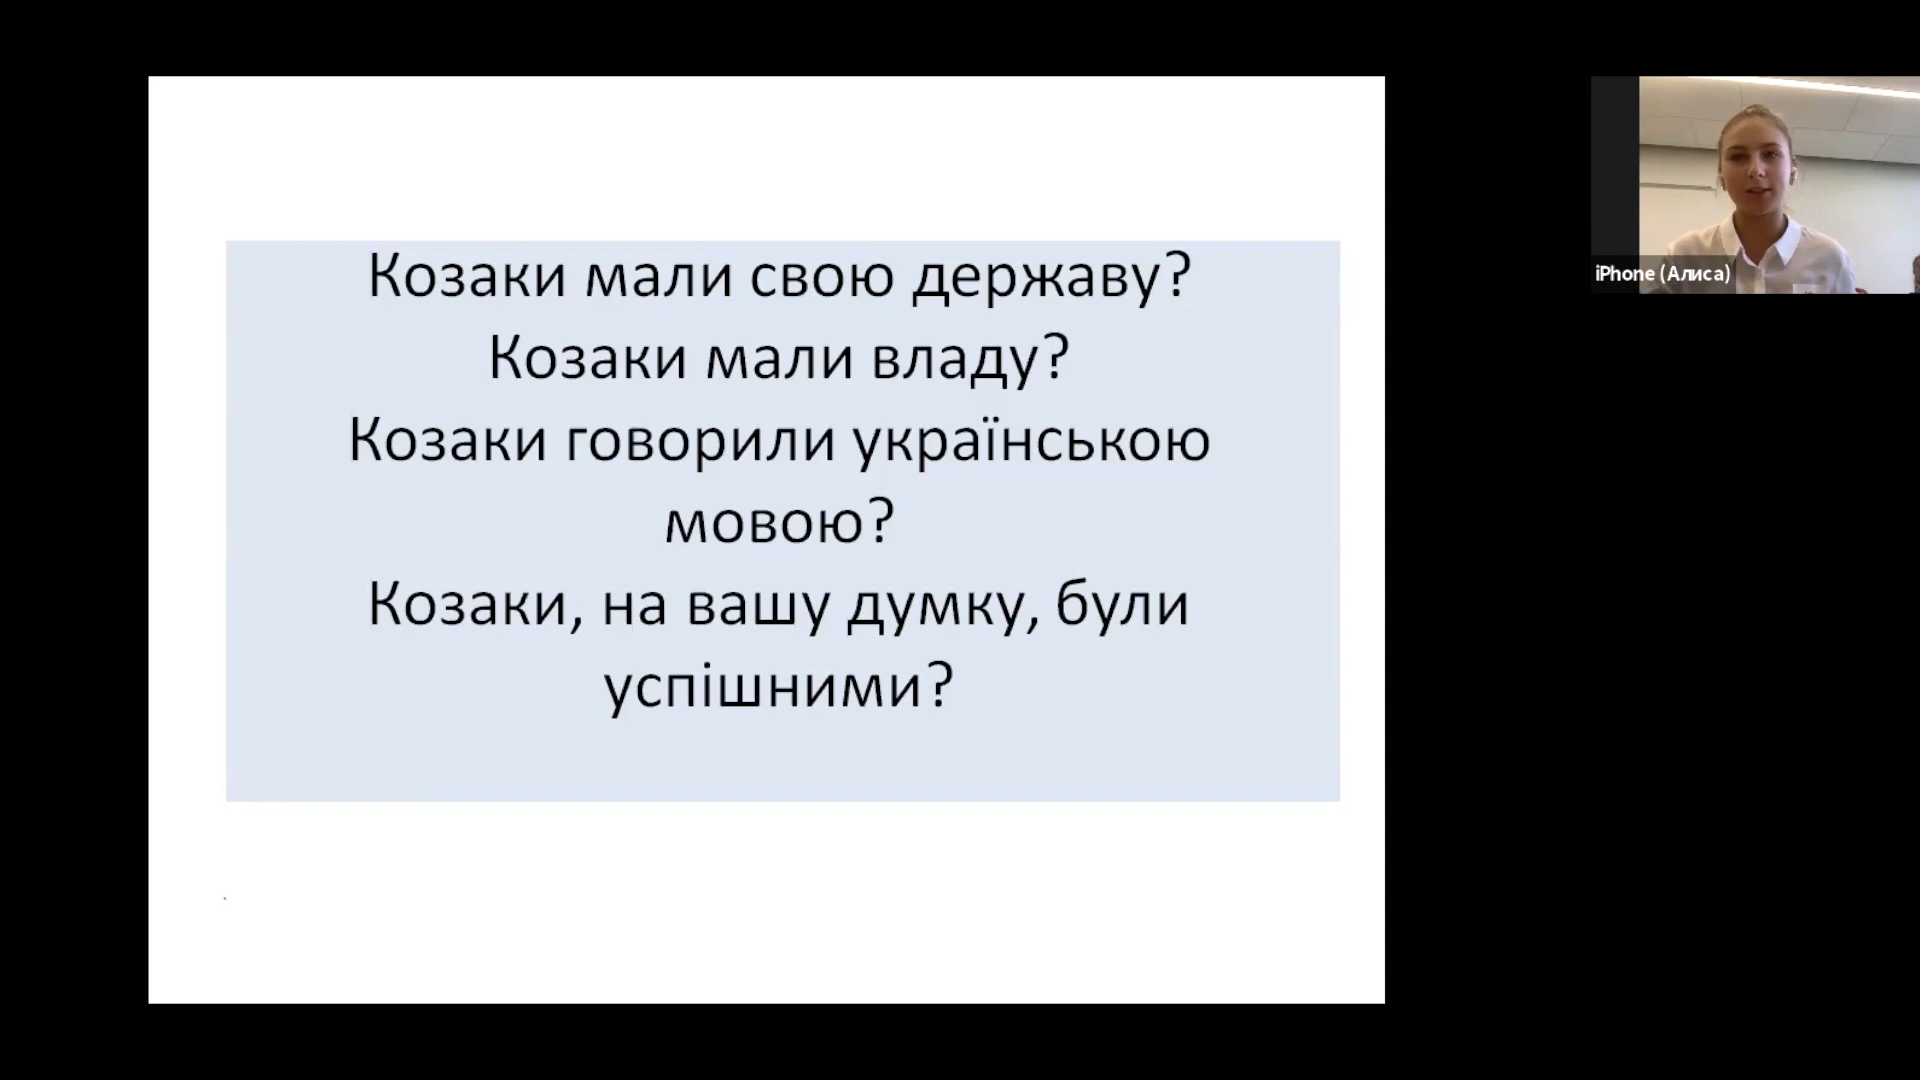 Козаки мали свою державу?
Козаки мали владу?
Козаки говорили українською
мовою?
Козаки, на вашу думку, були
успішними?
iPhone (Алиса)